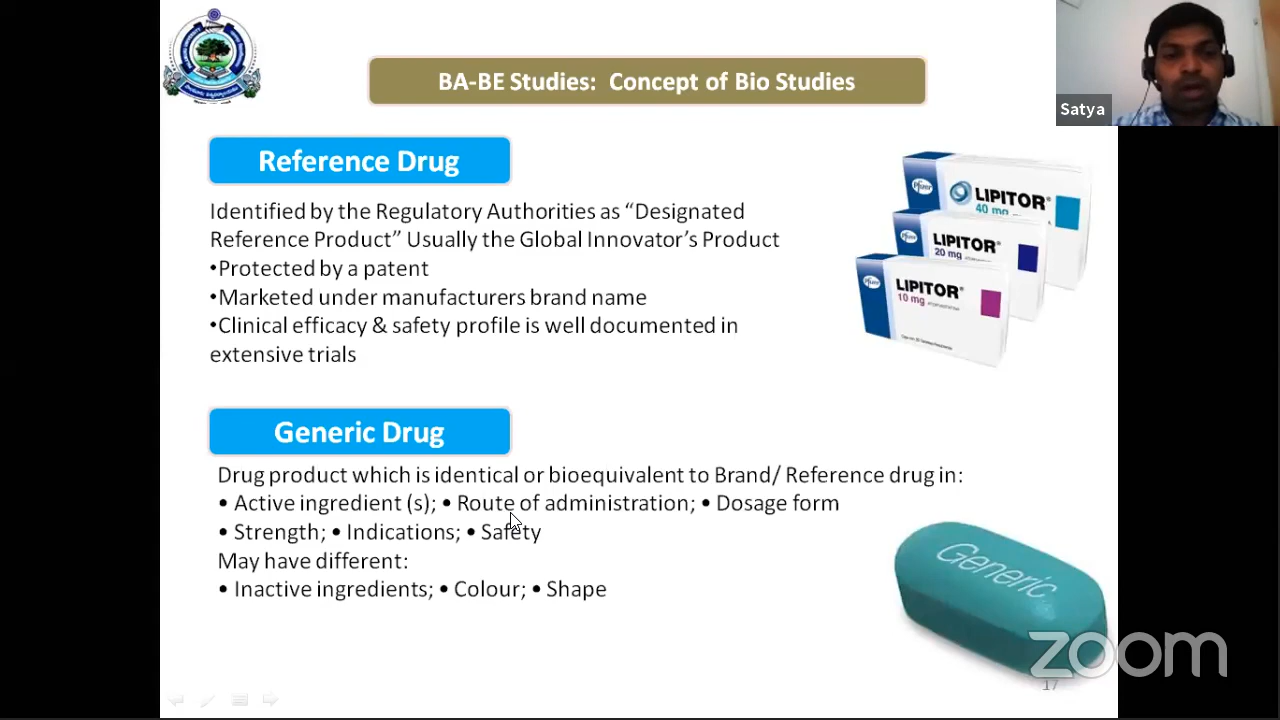 BA-BE Studies: Concept of Bio Studies
Satya
Reference Drug
Identified by the Regulatory Authorities as “Designated
Reference Product” Usually the Global Innovator’s Product
•Protected by a patent
•Marketed under manufacturers brand name
•Clinical efficacy & safety profile is well documented in
extensive trials
Pfizer
LIPITOR®
40 mg
Pfizer
LIPITOR®
20 mg
Pfizer
LIPITOR®
10 mg
Generic Drug
Drug product which is identical or bioequivalent to Brand/ Reference drug in:
• Active ingredient (s); • Route of administration; • Dosage form
• Strength; • Indications; • Safety
May have different:
• Inactive ingredients; • Colour; • Shape
Generic
zoom
17